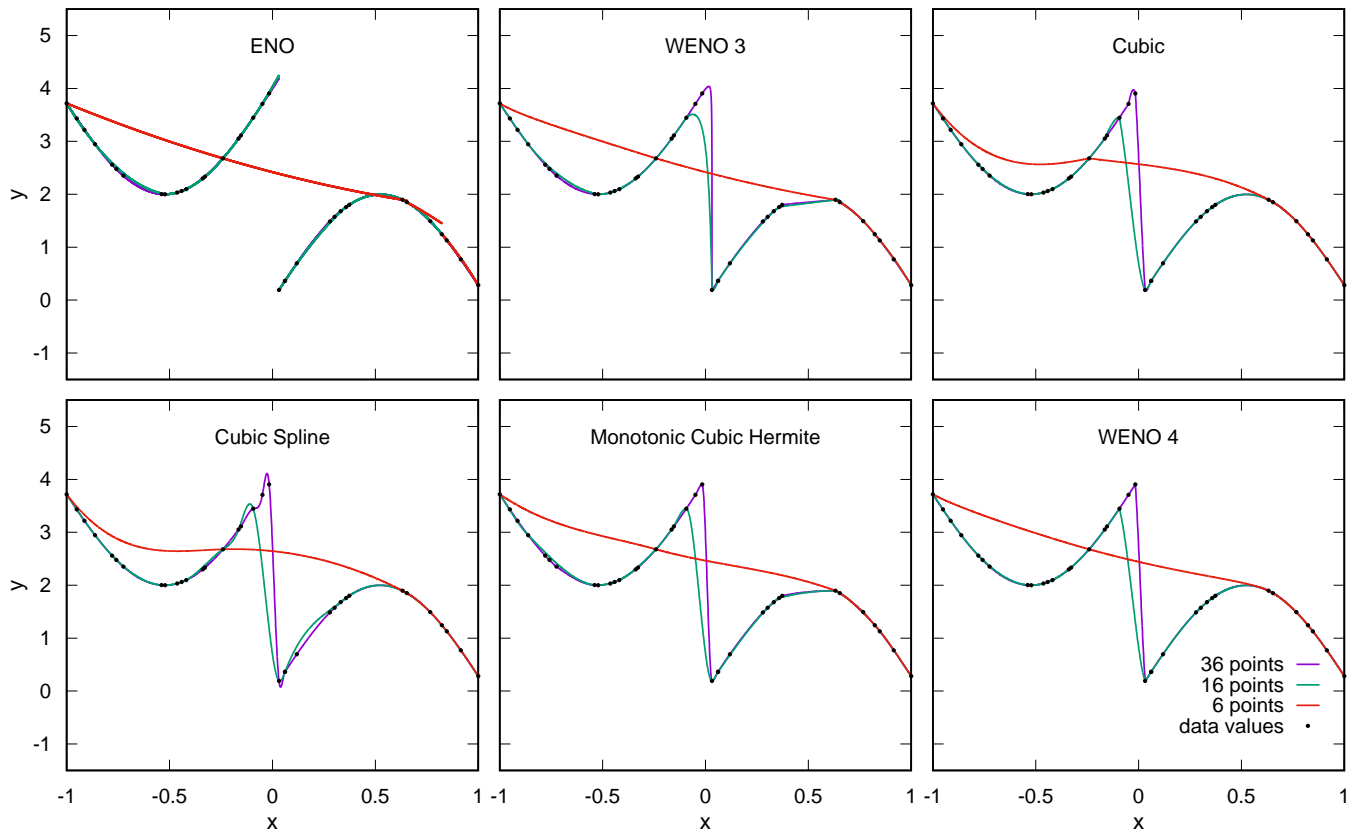 ENO
WENO 3
Cubic
5
4
3
2
1
0
-1
y
Cubic Spline
Monotonic Cubic Hermite
WENO 4
5
4
3
2
1
0
-1
y
36 points
16 points
6 points
data values
-1 -0.5 0 0.5 1
-1 -0.5 0 0.5 1
-1 -0.5 0 0.5 1
x
x
x